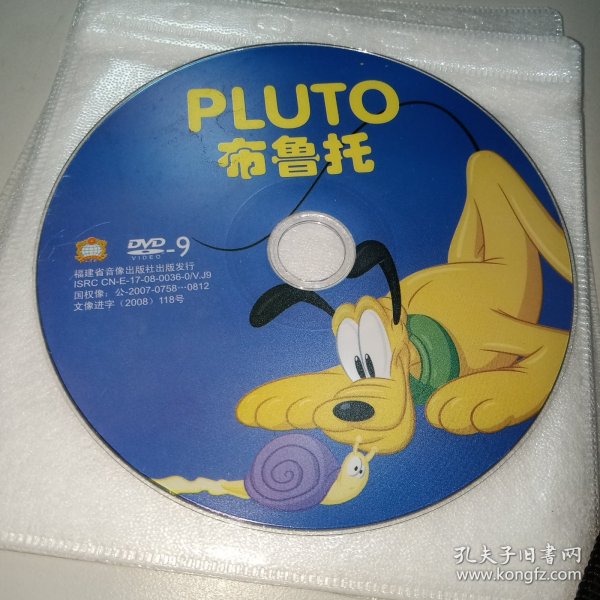 PLUTO
布鲁托
DVD-9
VIDEO
福建省音像出版社出版发行
ISRC CN-E-17-08-0036-0/V.J9
国权像：公-2007-0758…0812
文像进字（2008）118号
孔夫子旧书网
www.kongfz.com